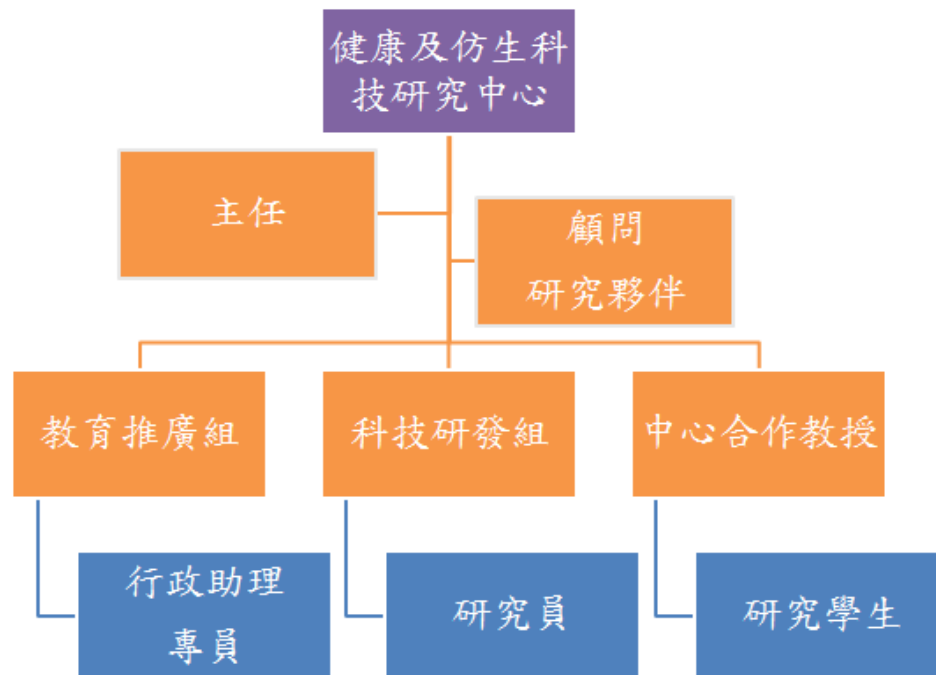 健康及仿生科
技研究中心
主任
顧問
研究夥伴
教育推廣組
科技研發組
中心合作教授
行政助理
專員
研究員
研究學生